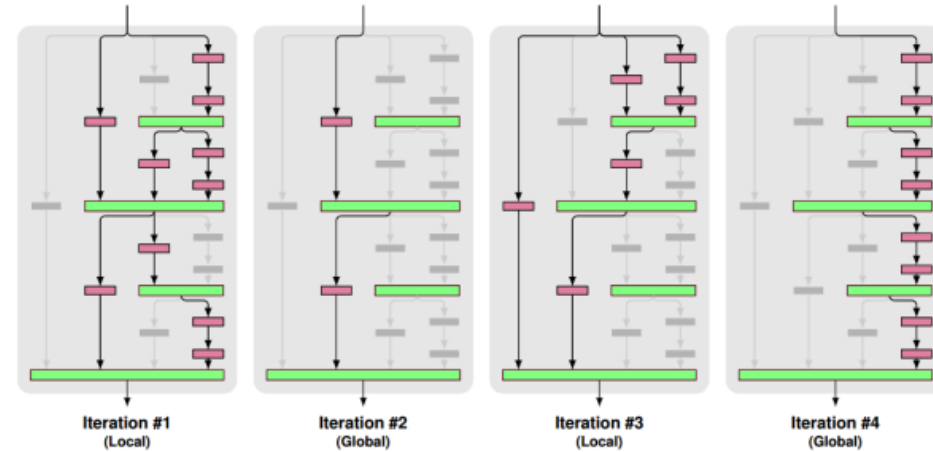 Iteration #1
(Local)
Iteration #2
(Global)
Iteration #3
(Local)
Iteration #4
(Global)